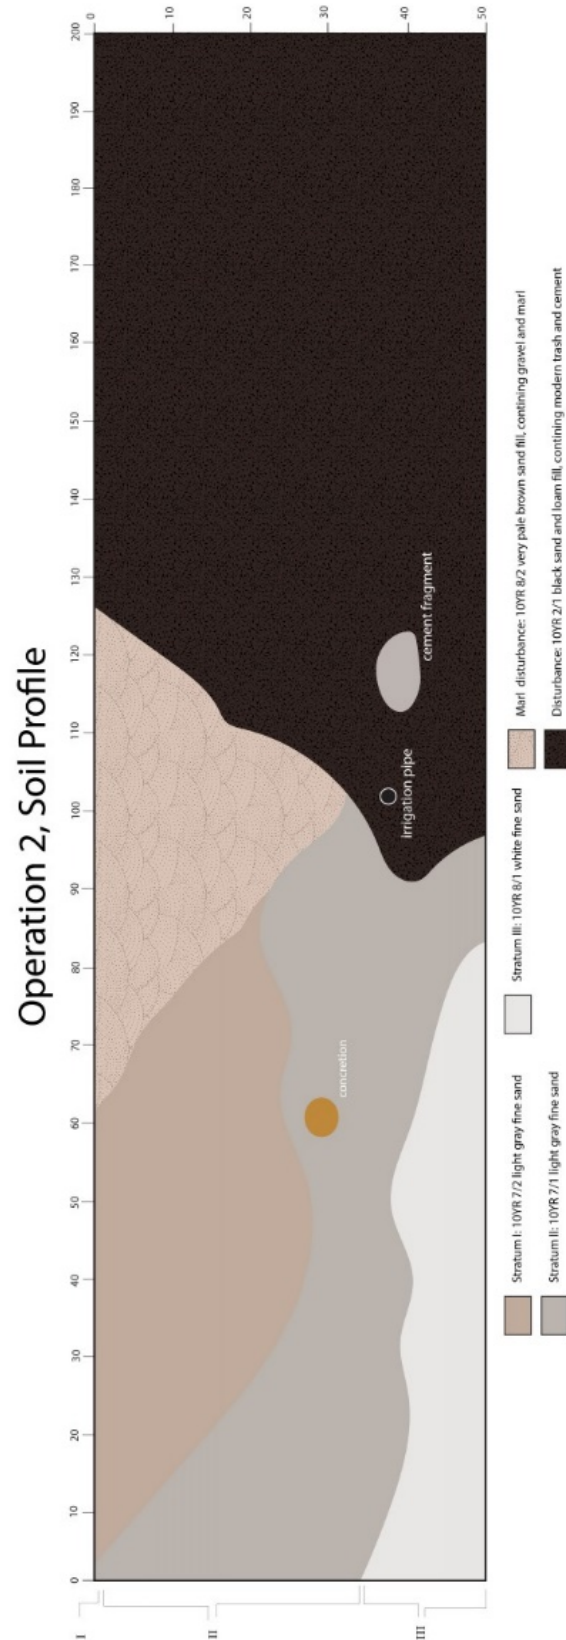 Operation 2, Soil Profile
0 10 20 30 40 50 60 70 80 90 100 110 120 130 140 150 160 170 180 190 200
0
10
20
30
40
50
I
II
III
concretion
irrigation pipe
cement fragment
Stratum I: 10YR 7/2 light gray fine sand
Stratum II: 10YR 7/1 light gray fine sand
Stratum III: 10YR 8/1 white fine sand
Marl disturbance: 10YR 8/2 very pale brown sand fill, contining gravel and marl
Disturbance: 10YR 2/1 black sand and loam fill, contining modern trash and cement